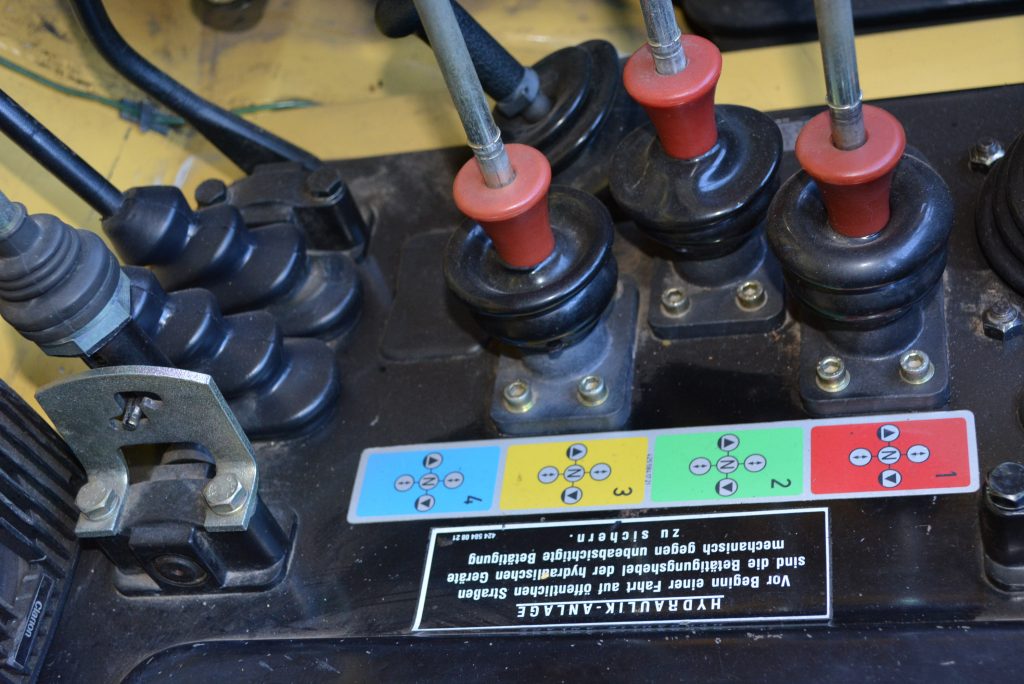 HYDRAULIK-ANLAGE
Vor Beginn einer Fahrt auf öffentlichen Straßen
sind die Betätigungshebel der hydraulischen Geräte
mechanisch gegen unbeabsichtigte Betätigung
zu sichern.
424 584 08 21
1
N
2
N
3
N
4
N
Clarion